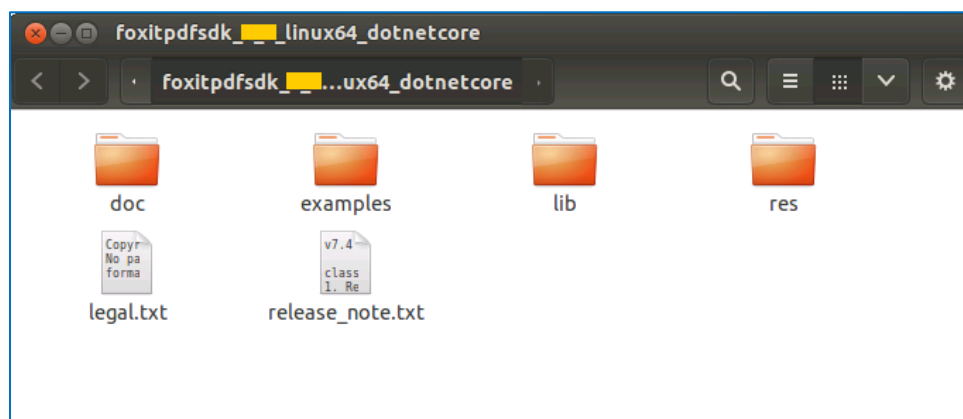 foxitpdfsdk_ _ _linux64_dotnetcore
foxitpdfsdk_ _ ...ux64_dotnetcore
doc
examples
lib
res
Copyr
No pa
forma
v7.4
class
1. Re
legal.txt
release_note.txt